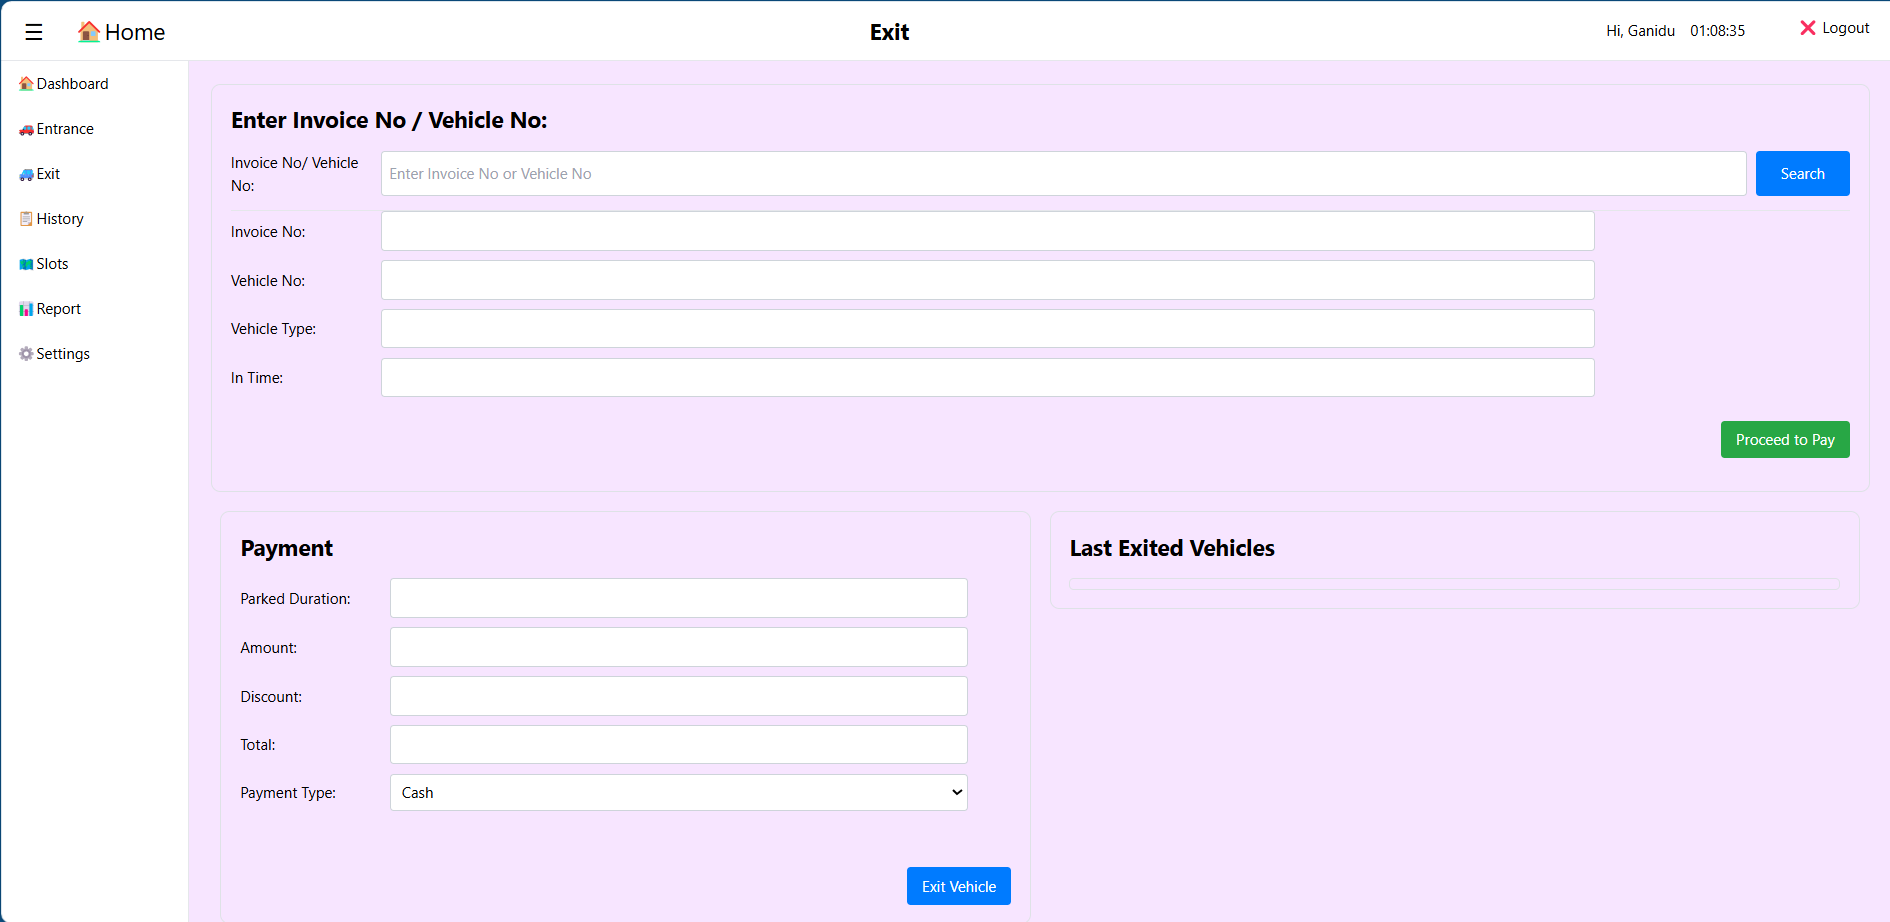 ☰ 🏠Home
Exit
Hi, Ganidu 01:08:35
❌ Logout
Dashboard
Entrance
Exit
History
Slots
Report
Settings
Enter Invoice No / Vehicle No:
Invoice No/ Vehicle
No:
Enter Invoice No or Vehicle No
Search
Invoice No:
Vehicle No:
Vehicle Type:
In Time:
Proceed to Pay
Payment
Parked Duration:
Amount:
Discount:
Total:
Payment Type:
Cash
Exit Vehicle
Last Exited Vehicles